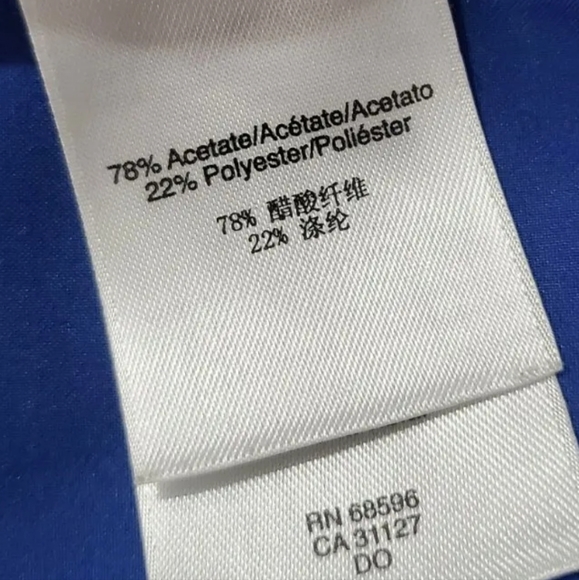 78% Acetate/Acétate/Acetato
22% Polyester/Poliéster
78% 醋酸纤维
22% 涤纶
RN 68596
CA 31127
DO